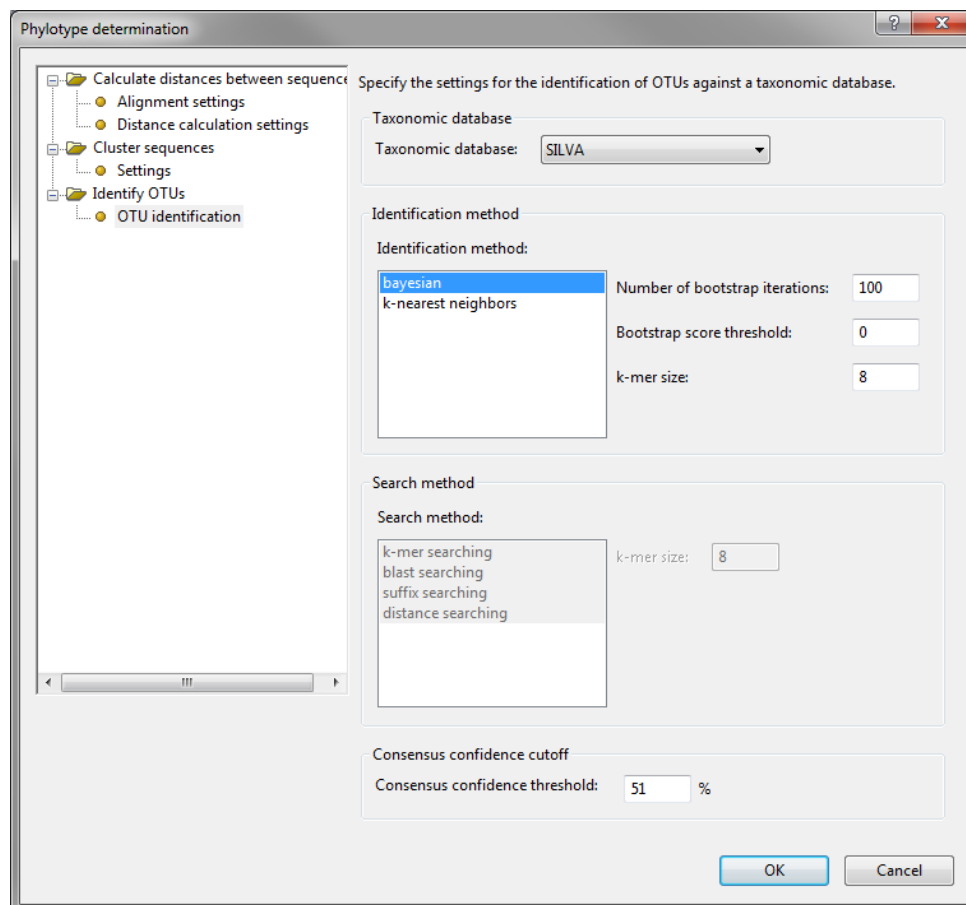 Phylotype determination
Calculate distances between sequence
Alignment settings
Distance calculation settings
Cluster sequences
Settings
Identify OTUs
OTU identification
Specify the settings for the identification of OTUs against a taxonomic database.
Taxonomic database
Taxonomic database: SILVA
Identification method
Identification method:
bayesian
k-nearest neighbors
Number of bootstrap iterations: 100
Bootstrap score threshold: 0
k-mer size: 8
Search method
Search method:
k-mer searching
blast searching
suffix searching
distance searching
k-mer size: 8
Consensus confidence cutoff
Consensus confidence threshold: 51 %
OK Cancel